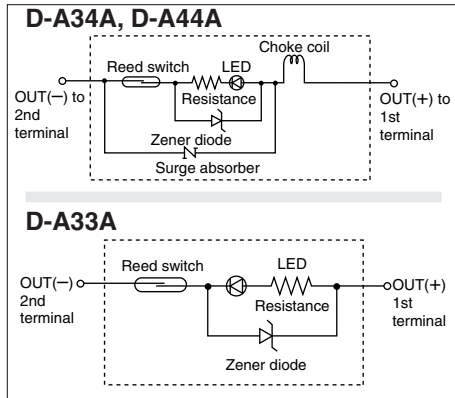 D-A34A, D-A44A
Choke coil
LED
Reed switch
OUT(−) to
2nd
terminal
Resistance
OUT(+) to
1st
terminal
Zener diode
Surge absorber
D-A33A
Reed switch
LED
OUT(−)
2nd
terminal
Resistance
OUT(+)
1st
terminal
Zener diode